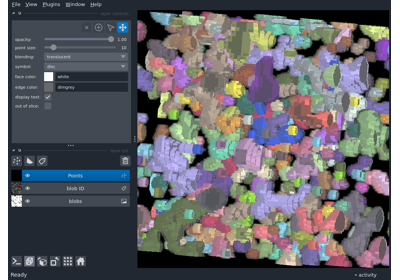 File View Plugins Window Help
opacity: 1.00
point size: 10
blending: translucent
symbol: disc
face color: white
edge color: dimgrey
display text:
out of slice:
Points
blob ID
blobs
Ready
activity